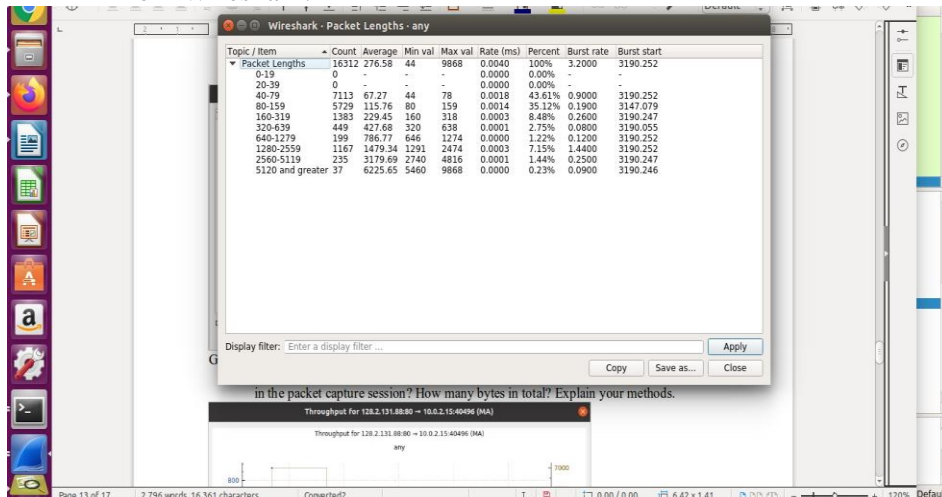 Default
Wireshark · Packet Lengths · any
Topic / Item Count Average Min val Max val Rate (ms) Percent Burst rate Burst start
Packet Lengths 16312 276.58 44 9868 0.0040 100% 3.2000 3190.252
0-19 0 - - - 0.0000 0.00% - -
20-39 0 - - - 0.0000 0.00% - -
40-79 7113 67.27 44 78 0.0018 43.61% 0.9000 3190.252
80-159 5729 115.76 80 159 0.0014 35.12% 0.1900 3147.079
160-319 1383 229.45 160 318 0.0003 8.48% 0.2600 3190.247
320-639 449 427.68 320 638 0.0001 2.75% 0.0800 3190.055
640-1279 199 786.77 646 1274 0.0000 1.22% 0.1200 3190.252
1280-2559 1167 1479.34 1291 2474 0.0003 7.15% 1.4400 3190.252
2560-5119 235 3179.69 2740 4816 0.0001 1.44% 0.2500 3190.247
5120 and greater 37 6225.65 5460 9868 0.0000 0.23% 0.0900 3190.246
Display filter: Enter a display filter ... Apply
Copy Save as... Close
G
in the packet capture session? How many bytes in total? Explain your methods.
Throughput for 128.2.131.88:80 → 10.0.2.15:40496 (MA)
Throughput for 128.2.131.88:80 → 10.0.2.15:40496 (MA)
any
7000
800
Page 13 of 17 2,796 words, 16,361 characters Converted2 0.00 / 0.00 6.42 x 1.41 120% Defau